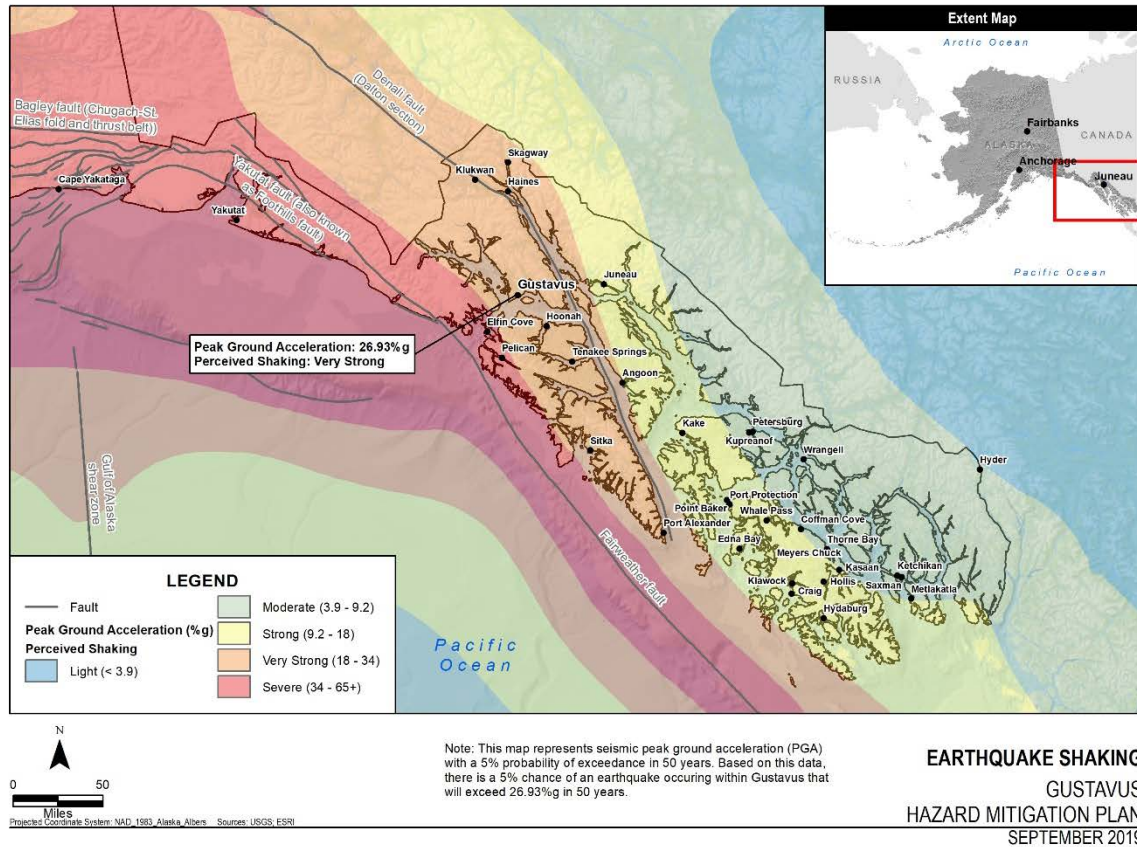 Extent Map
Arctic Ocean
RUSSIA
Fairbanks
ALASKA
CANADA
Anchorage
Juneau
Pacific Ocean
Denali fault
(Dalton section)
Bagley fault (Chugach-St.
Elias fold and thrust belt))
Yakutat fault (also known
as Foothills fault)
Cape Yakataga
Yakutat
Skagway
Klukwan
Haines
Juneau
Gustavus
Elfin Cove
Hoonah
Peak Ground Acceleration: 26.93%g
Perceived Shaking: Very Strong
Pelican
Tenakee Springs
Angoon
Sitka
Kake
Petersburg
Kupreanof
Wrangell
Hyder
Gulf of Alaska
shear zone
Port Protection
Point Baker
Whale Pass
Port Alexander
Coffman Cove
Edna Bay
Thorne Bay
Meyers Chuck
Kasaan
Ketchikan
Klawock
Hollis
Saxman
Craig
Metlakatla
Hydaburg
Fairweather fault
Pacific
Ocean
LEGEND
Fault
Peak Ground Acceleration (%g)
Perceived Shaking
Light (< 3.9)
Moderate (3.9 - 9.2)
Strong (9.2 - 18)
Very Strong (18 - 34)
Severe (34 - 65+)
N
0 50
Miles
Projected Coordinate System: NAD_1983_Alaska_Albers Sources: USGS; ESRI
Note: This map represents seismic peak ground acceleration (PGA)
with a 5% probability of exceedance in 50 years. Based on this data,
there is a 5% chance of an earthquake occuring within Gustavus that
will exceed 26.93%g in 50 years.
EARTHQUAKE SHAKING
GUSTAVUS
HAZARD MITIGATION PLAN
SEPTEMBER 2019